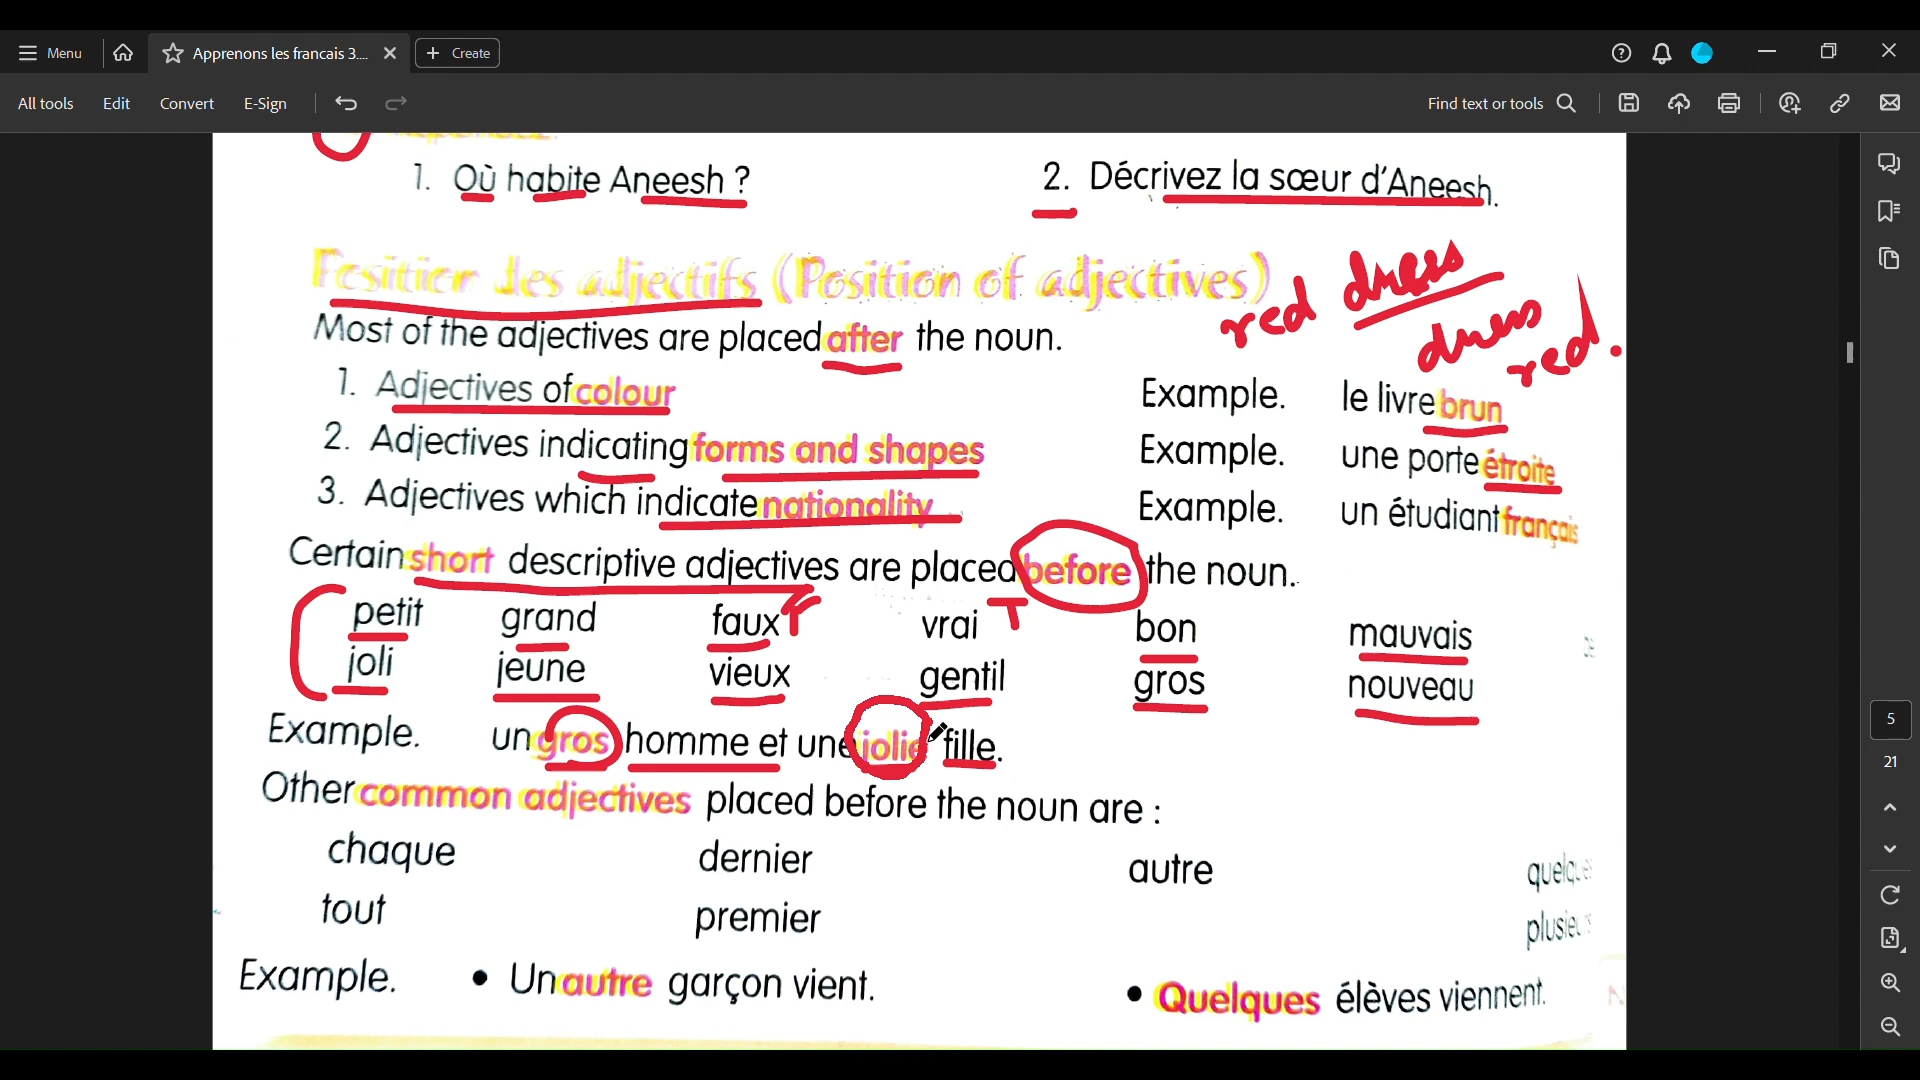 Menu Apprenons les francais 3.... Create
All tools Edit Convert E-Sign Find text or tools
1. Où habite Aneesh ? 2. Décrivez la sœur d'Aneesh.
Position des adjectifs (Position of adjectives)
red dress
dress red.
Most of the adjectives are placed after the noun.
1. Adjectives of colour Example. le livre brun
2. Adjectives indicating forms and shapes Example. une porte étroite
3. Adjectives which indicate nationality Example. un étudiant français
Certain short descriptive adjectives are placed before the noun.
petit grand faux F vrai T bon mauvais
joli jeune vieux gentil gros nouveau
Example. un gros homme et une jolie fille.
Other common adjectives placed before the noun are :
chaque dernier autre
tout premier
Example. • Un autre garçon vient. • Quelques élèves viennent.
5
21